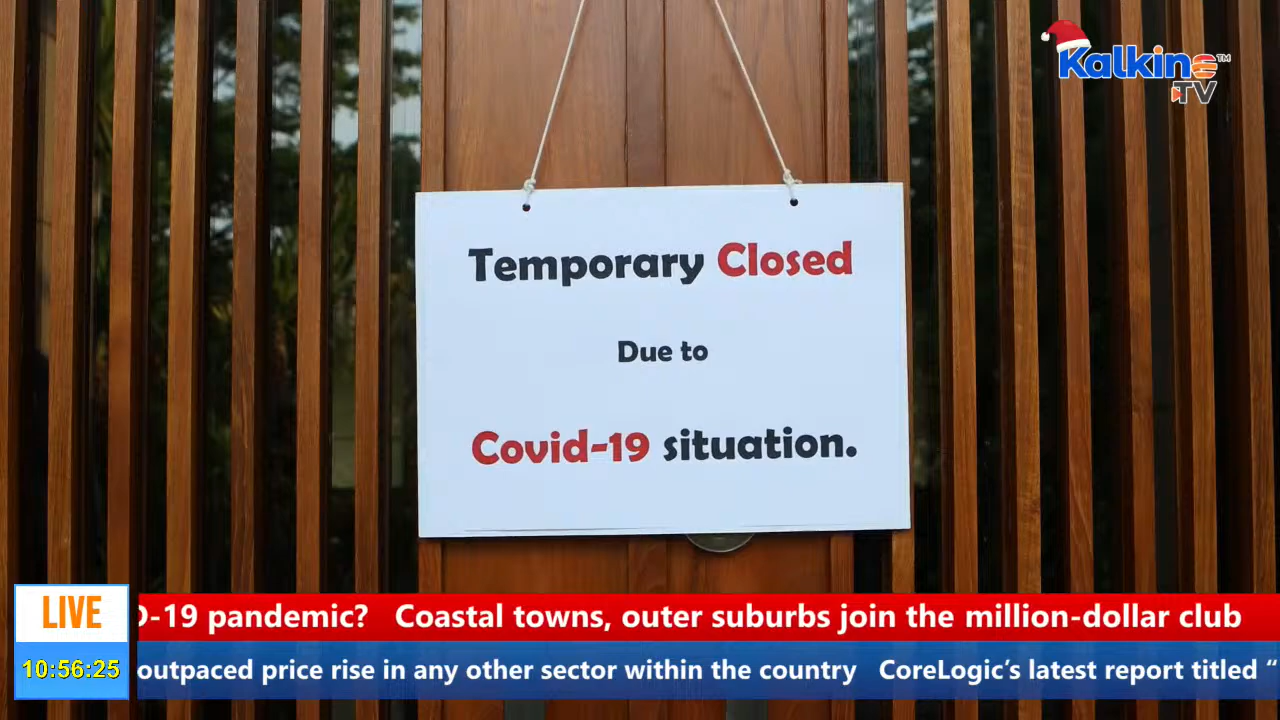 Kalkine TM
TV
Temporary Closed
Due to
Covid-19 situation.
LIVE
10:56:25
-19 pandemic? Coastal towns, outer suburbs join the million-dollar club
outpaced price rise in any other sector within the country CoreLogic's latest report titled “